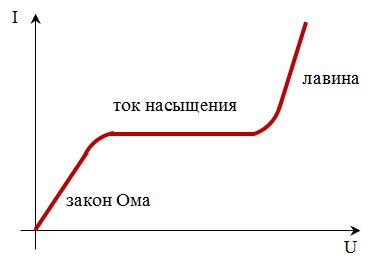 I
лавина
ток насыщения
закон Ома
U